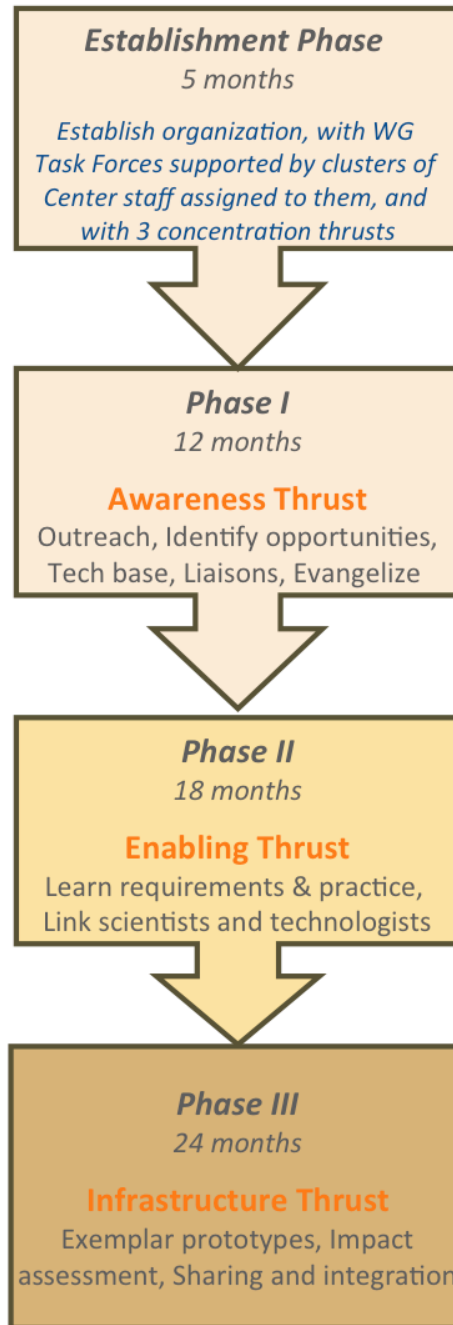 Establishment Phase
5 months
Establish organization, with WG
Task Forces supported by clusters of
Center staff assigned to them, and
with 3 concentration thrusts
Phase I
12 months
Awareness Thrust
Outreach, Identify opportunities,
Tech base, Liaisons, Evangelize
Phase II
18 months
Enabling Thrust
Learn requirements & practice,
Link scientists and technologists
Phase III
24 months
Infrastructure Thrust
Exemplar prototypes, Impact
assessment, Sharing and integration